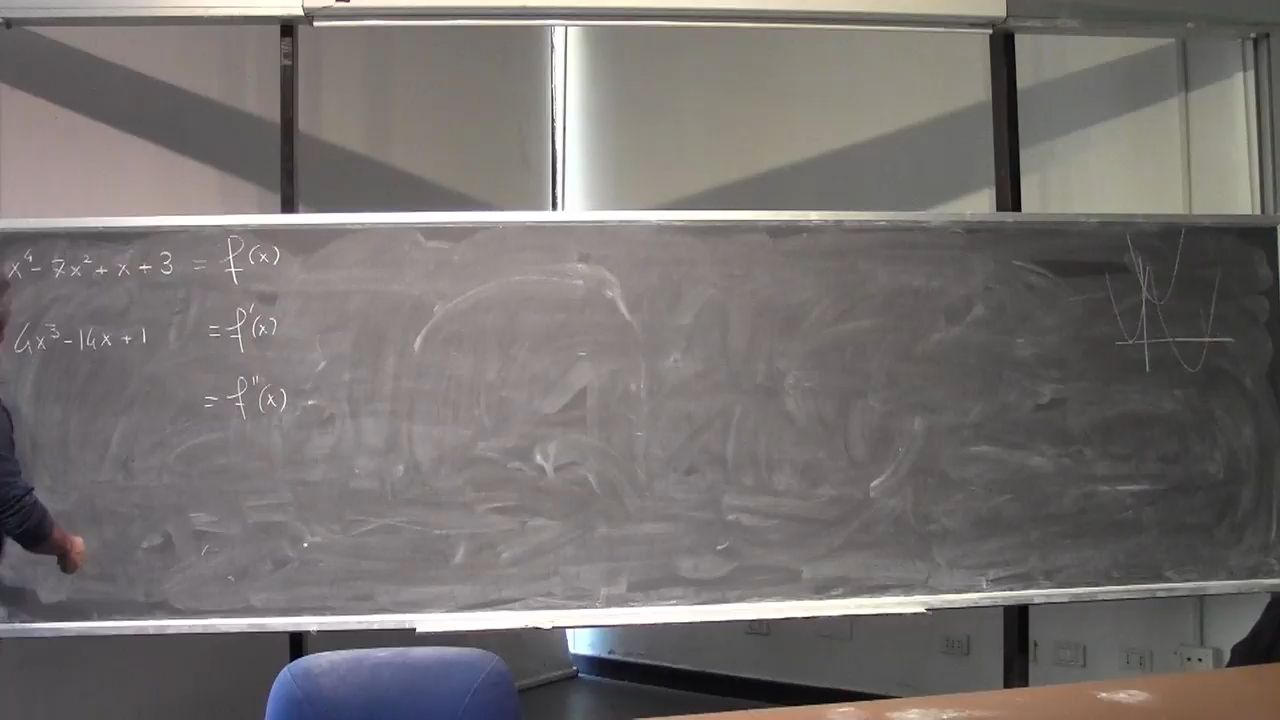 x⁴ - 7x² + x + 3 = f(x)
4x³ - 14x + 1 = f'(x)
= f''(x)